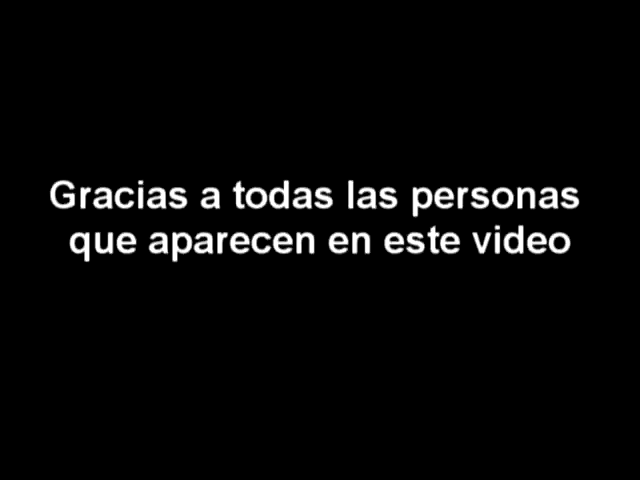 Gracias a todas las personas
que aparecen en este video